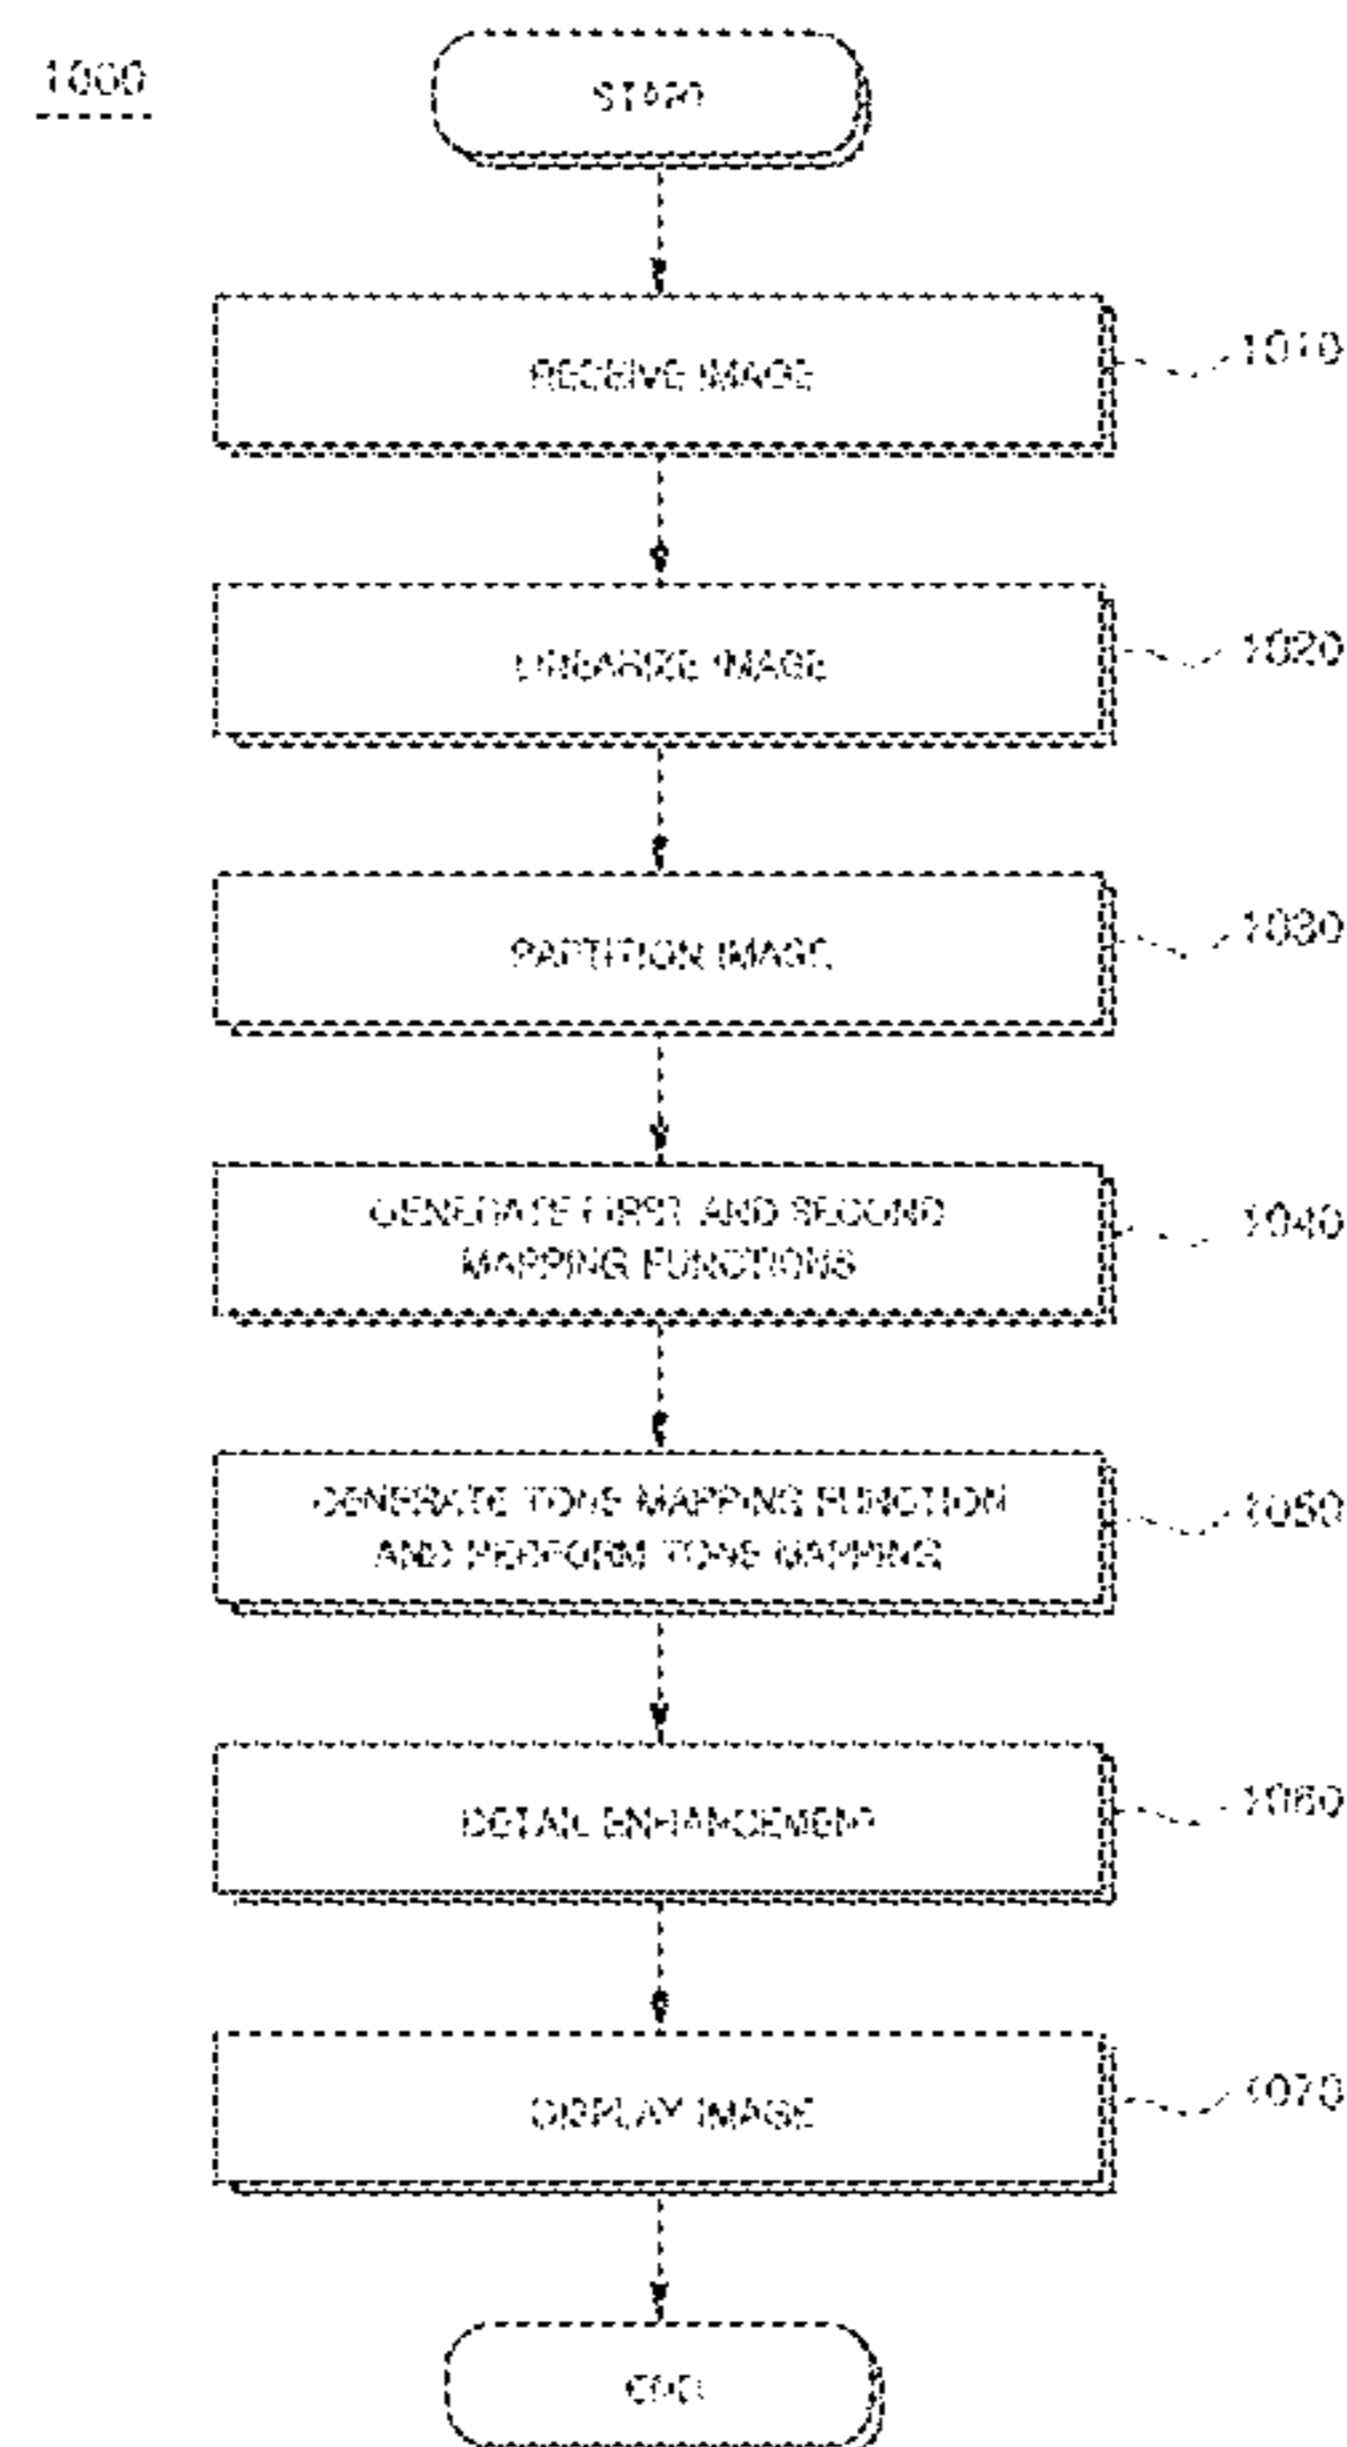 1000
START
RECEIVE IMAGE
1010
LINEARIZE IMAGE
1020
PARTITION IMAGE
1030
GENERATE FIRST AND SECOND
MAPPING FUNCTIONS
1040
GENERATE TONE MAPPING FUNCTION
AND PERFORM TONE MAPPING
1050
DETAIL ENHANCEMENT
1060
DISPLAY IMAGE
1070
END